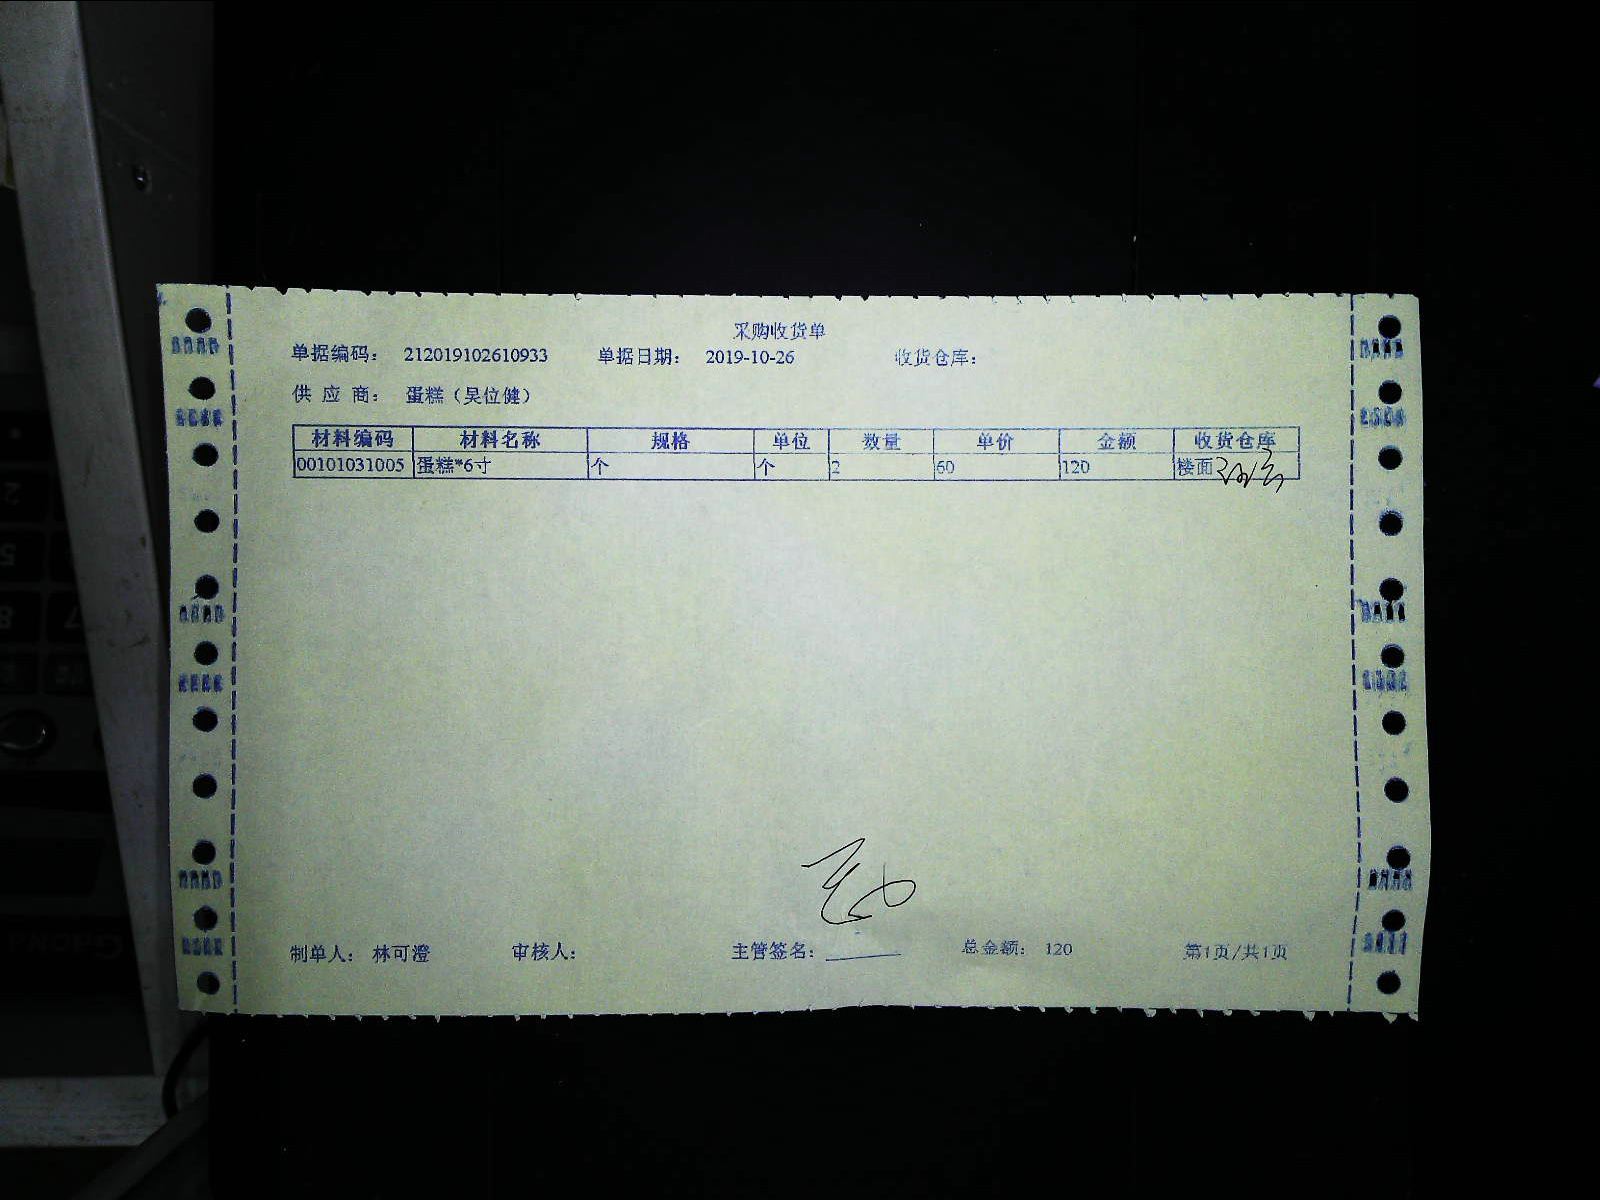 采购收货单
单据编码: 212019102610933 单据日期: 2019-10-26 收货仓库:
供 应 商: 蛋糕(吴位健)
材料编码 材料名称 规格 单位 数量 单价 金额 收货仓库
00101031005 蛋糕*6寸 个 个 2 60 120 楼面
制单人: 林可澄 审核人: 主管签名: 总金额: 120 第1页/共1页